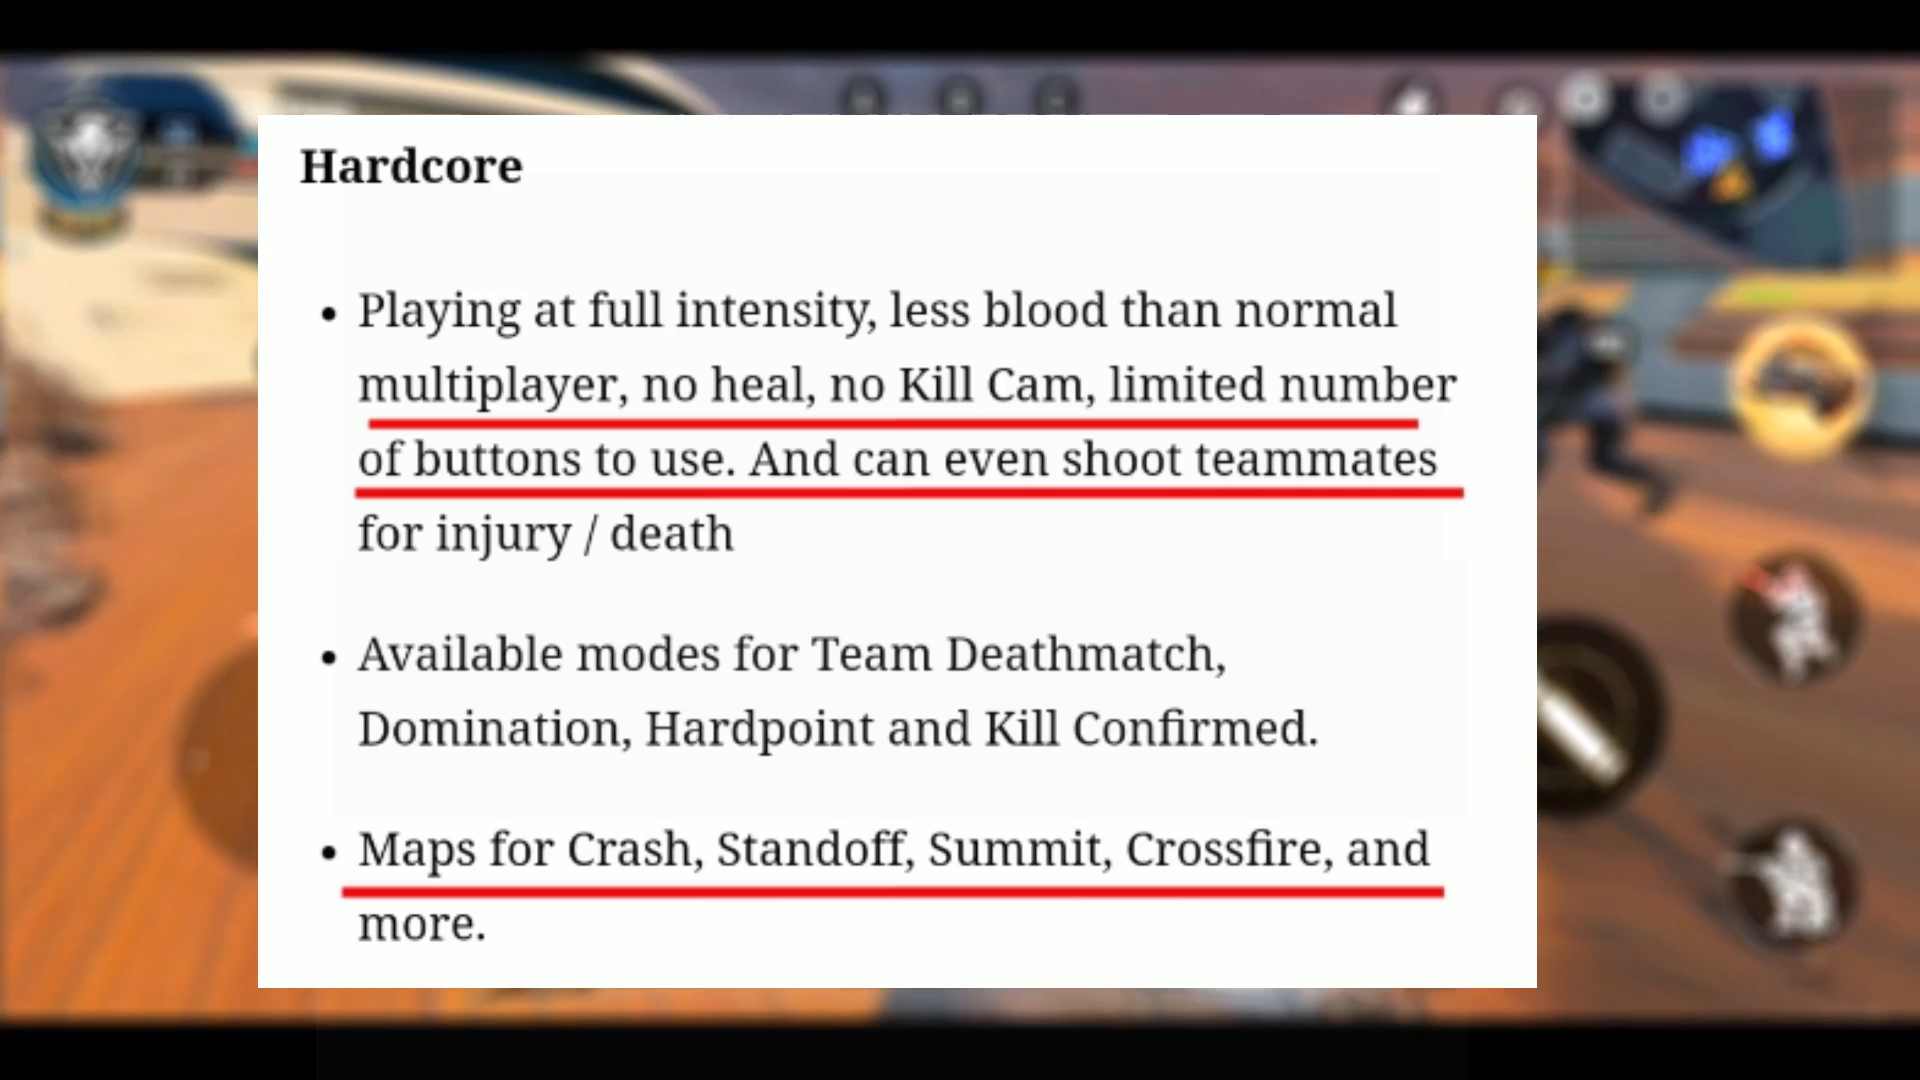 Hardcore
• Playing at full intensity, less blood than normal
multiplayer, no heal, no Kill Cam, limited number
of buttons to use. And can even shoot teammates
for injury / death
• Available modes for Team Deathmatch,
Domination, Hardpoint and Kill Confirmed.
• Maps for Crash, Standoff, Summit, Crossfire, and
more.